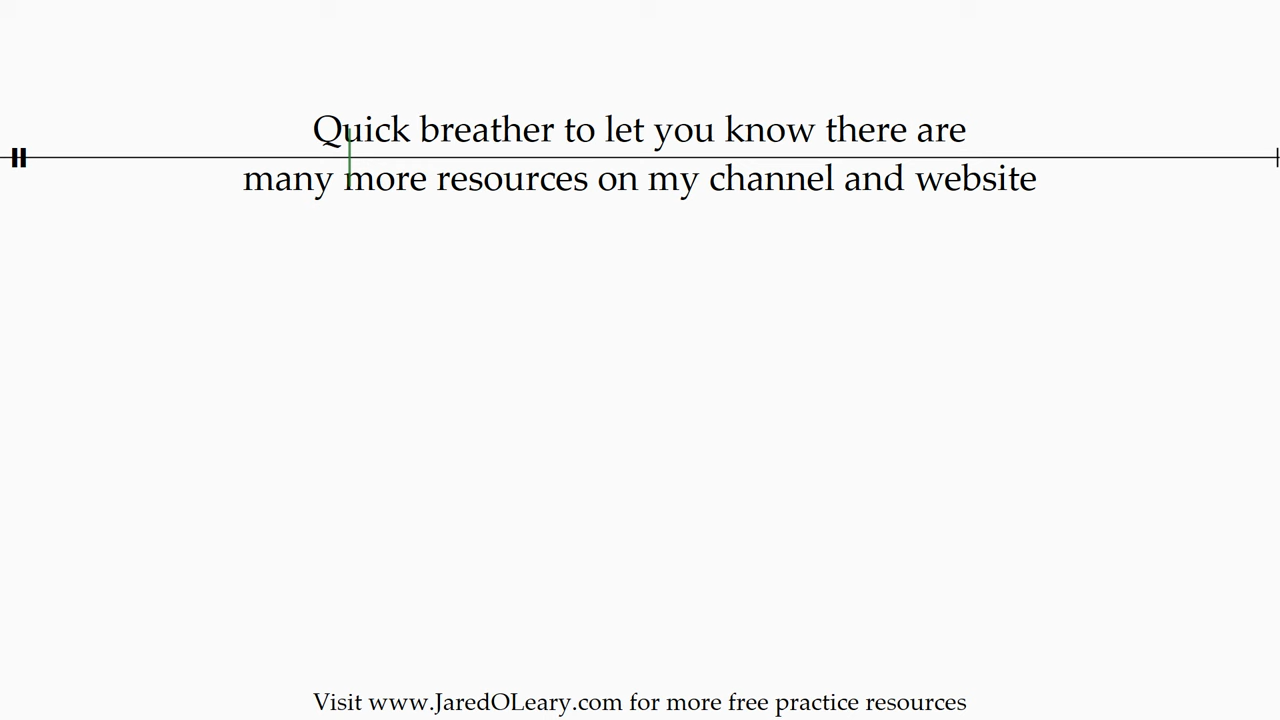 Quick breather to let you know there are
many more resources on my channel and website
Visit www.JaredOLeary.com for more free practice resources